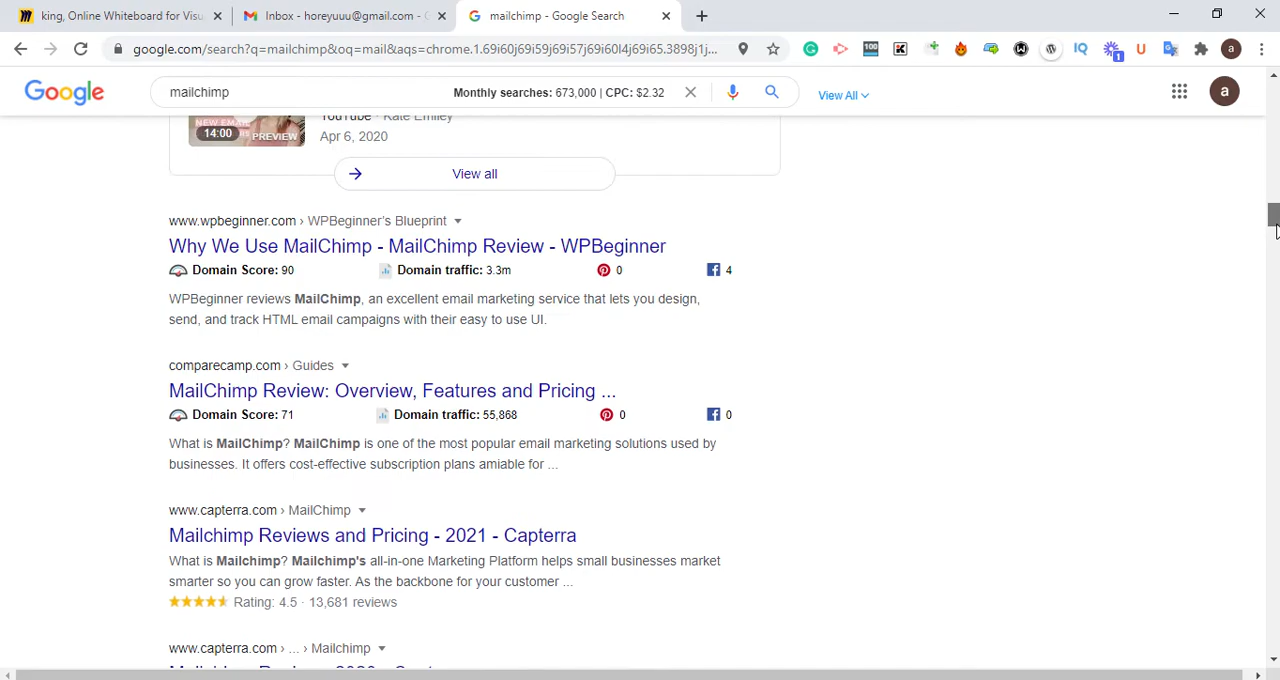 king, Online Whiteboard for Visu
Inbox - horeyuuu@gmail.com - G
mailchimp - Google Search
google.com/search?q=mailchimp&oq=mail&aqs=chrome.1.69i60j69i59j69i57j69i60l4j69i65.3898j1j...
100
IQ
1
U
a
Google
mailchimp
Monthly searches: 673,000 | CPC: $2.32
View All
a
14:00
PREVIEW
YouTube · Kate Emiley
Apr 6, 2020
View all
www.wpbeginner.com › WPBeginner's Blueprint
Why We Use MailChimp - MailChimp Review - WPBeginner
Domain Score: 90 Domain traffic: 3.3m 0 4
WPBeginner reviews MailChimp, an excellent email marketing service that lets you design,
send, and track HTML email campaigns with their easy to use UI.
comparecamp.com › Guides
MailChimp Review: Overview, Features and Pricing ...
Domain Score: 71 Domain traffic: 55,868 0 0
What is MailChimp? MailChimp is one of the most popular email marketing solutions used by
businesses. It offers cost-effective subscription plans amiable for ...
www.capterra.com › MailChimp
Mailchimp Reviews and Pricing - 2021 - Capterra
What is Mailchimp? Mailchimp's all-in-one Marketing Platform helps small businesses market
smarter so you can grow faster. As the backbone for your customer ...
Rating: 4.5 · 13,681 reviews
www.capterra.com › ... › Mailchimp